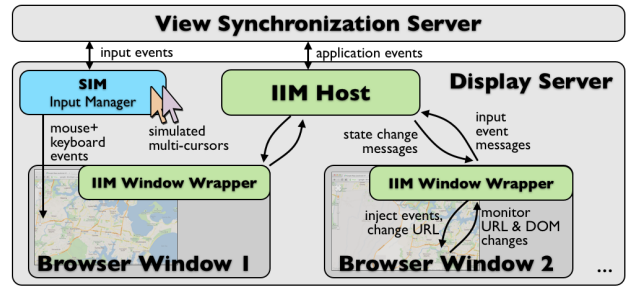 View Synchronization Server
input events
application events
SIM
Input Manager
IIM Host
Display Server
mouse+
keyboard
events
simulated
multi-cursors
state change
messages
input
event
messages
IIM Window Wrapper
IIM Window Wrapper
inject events,
change URL
monitor
URL & DOM
changes
Browser Window 1
Browser Window 2
...